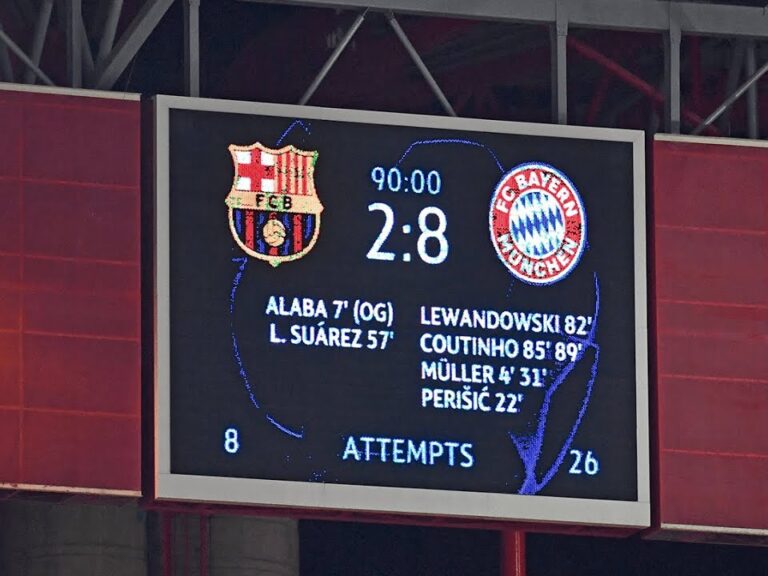 FCB
FC BAYERN
MÜNCHEN
90:00
2:8
ALABA 7' (OG)
L. SUÁREZ 57'
LEWANDOWSKI 82'
COUTINHO 85' 89'
MÜLLER 4' 31'
PERIŠIĆ 22'
8 ATTEMPTS 26